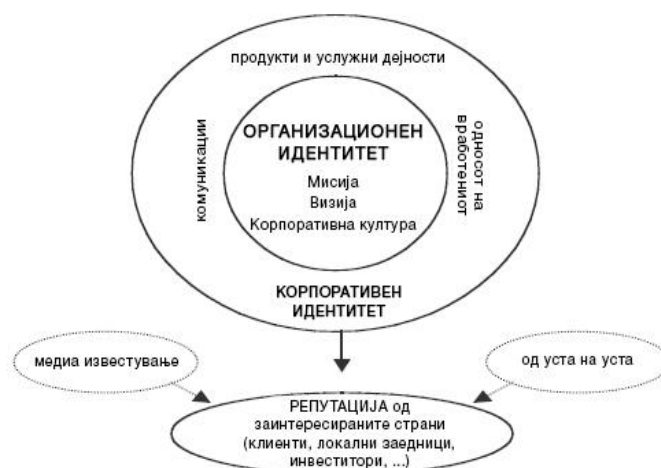 продукти и услужни дејности
комуникации
ОРГАНИЗАЦИОНЕН
ИДЕНТИТЕТ
Мисија
Визија
Корпоративна култура
односот на
вработениот
КОРПОРАТИВЕН
ИДЕНТИТЕТ
медиа известување
од уста на уста
РЕПУТАЦИЈА од
заинтересираните страни
(клиенти, локални заедници,
инвеститори, ...)